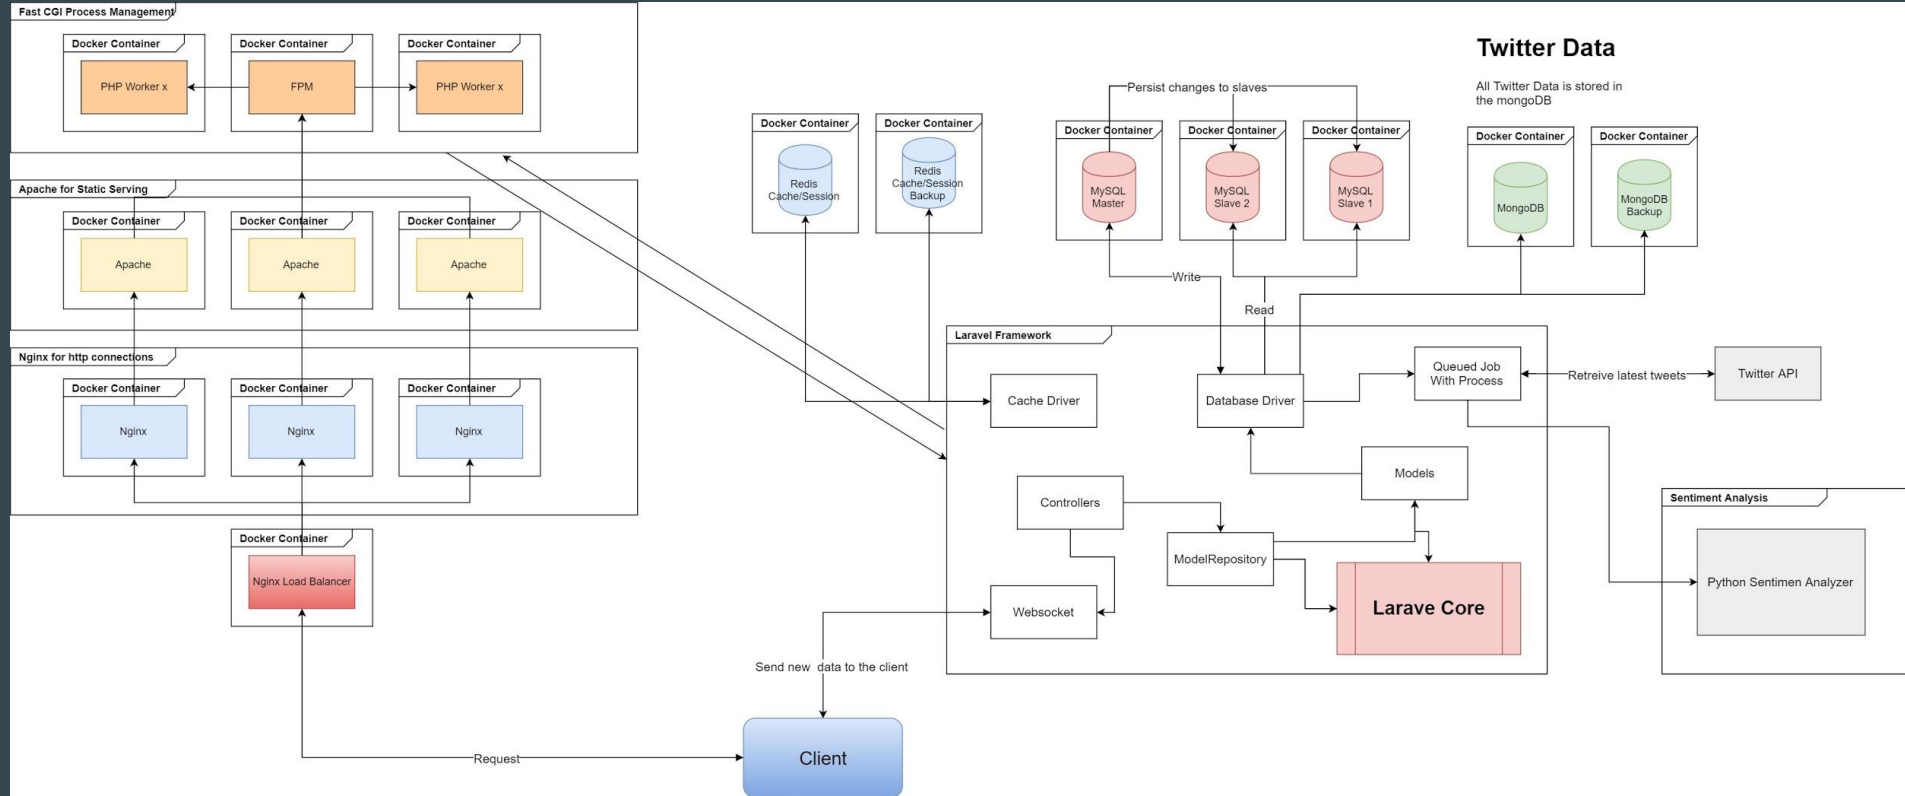 Fast CGI Process Management
Docker Container
Docker Container
Docker Container
PHP Worker x
FPM
PHP Worker x
Apache for Static Serving
Docker Container
Docker Container
Docker Container
Apache
Apache
Apache
Nginx for http connections
Docker Container
Docker Container
Docker Container
Nginx
Nginx
Nginx
Docker Container
Nginx Load Balancer
Request
Client
Send new data to the client
Docker Container
Redis
Cache/Session
Docker Container
Redis
Cache/Session
Backup
Persist changes to slaves
Docker Container
MySQL
Master
Docker Container
MySQL
Slave 2
Docker Container
MySQL
Slave 1
Twitter Data
All Twitter Data is stored in
the mongoDB
Docker Container
MongoDB
Docker Container
MongoDB
Backup
Write
Read
Laravel Framework
Cache Driver
Database Driver
Queued Job
With Process
Retreive latest tweets
Twitter API
Models
Controllers
ModelRepository
Websocket
Larave Core
Sentiment Analysis
Python Sentimen Analyzer